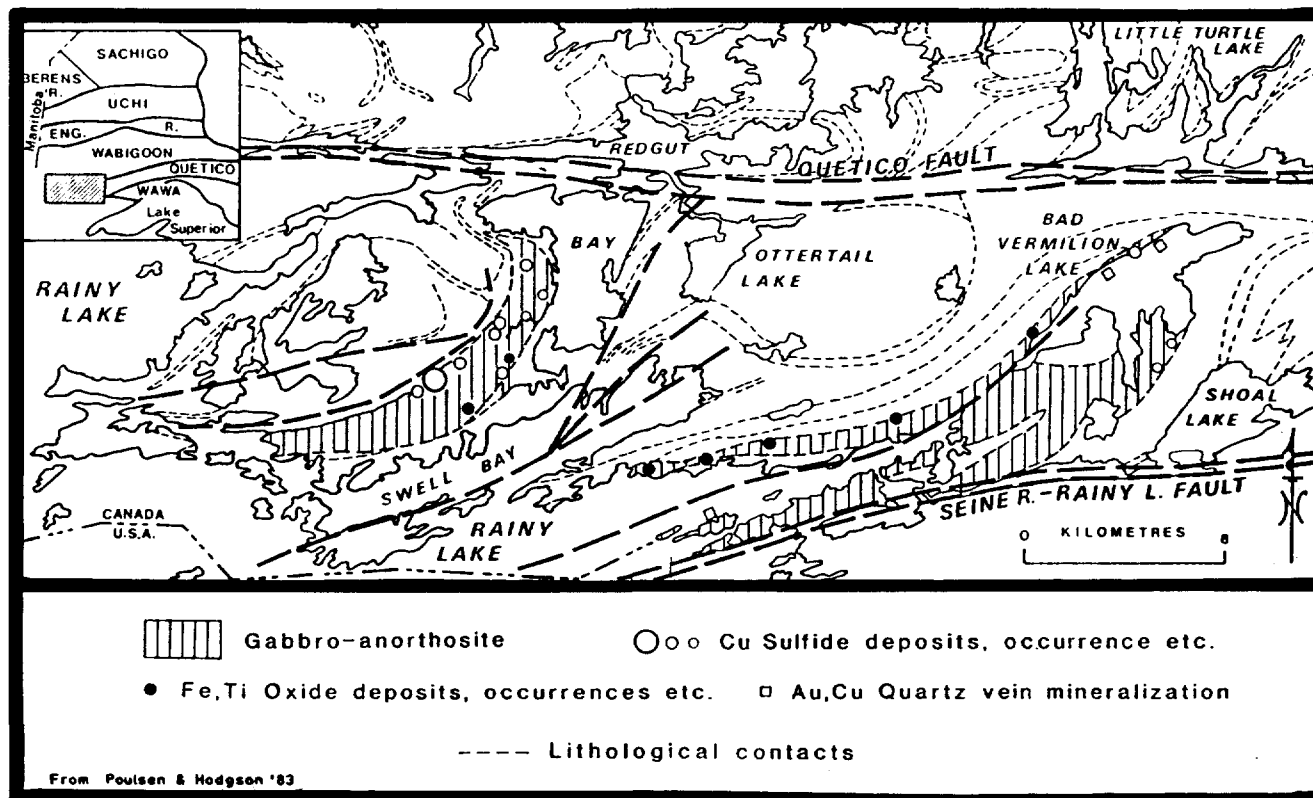 SACHIGO
BERENS
R.
UCHI
ENG.
R.
Manitoba
WABIGOON
QUETICO
WAWA
Lake
Superior
LITTLE TURTLE
LAKE
REDGUT
QUETICO FAULT
BAY
OTTERTAIL
LAKE
BAD
VERMILION
LAKE
RAINY
LAKE
SHOAL
LAKE
SWELL BAY
RAINY
LAKE
SEINE R.-RAINY L. FAULT
CANADA
U.S.A.
0 KILOMETRES 8
N
Gabbro-anorthosite
Cu Sulfide deposits, occurrence etc.
Fe,Ti Oxide deposits, occurrences etc.
Au,Cu Quartz vein mineralization
Lithological contacts
From Poulsen & Hodgson '83